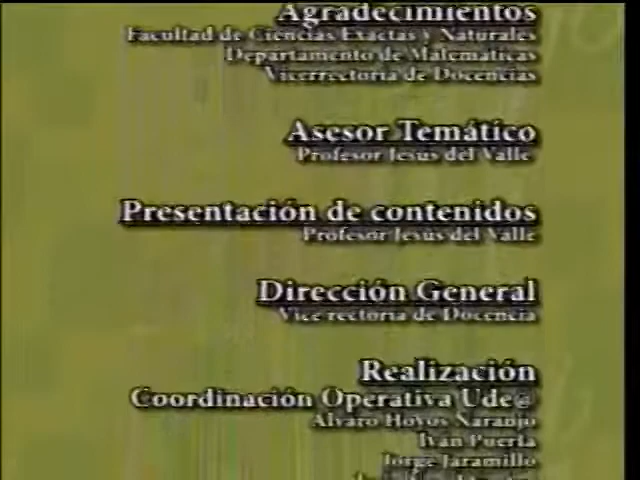 Agradecimientos
Facultad de Ciencias Exactas y Naturales
Departamento de Matemáticas
Vicerrectoría de Docencias
Asesor Temático
Profesor Jesús del Valle
Presentación de contenidos
Profesor Jesús del Valle
Dirección General
Vice rectoría de Docencia
Realización
Coordinación Operativa Ude@
Alvaro Hoyos Naranjo
Iván Puerta
Jorge Jaramillo